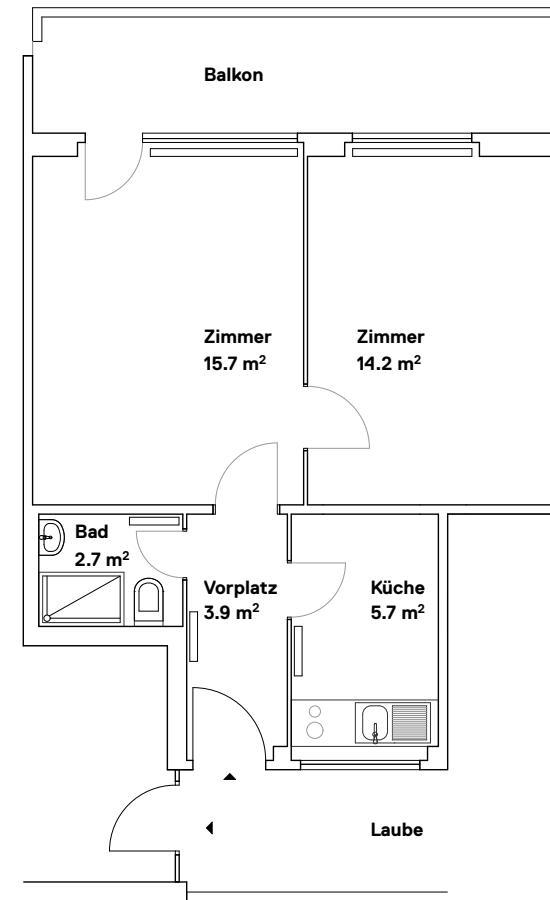 Balkon
Zimmer
15.7 m²
Zimmer
14.2 m²
Bad
2.7 m²
Vorplatz
3.9 m²
Küche
5.7 m²
Laube